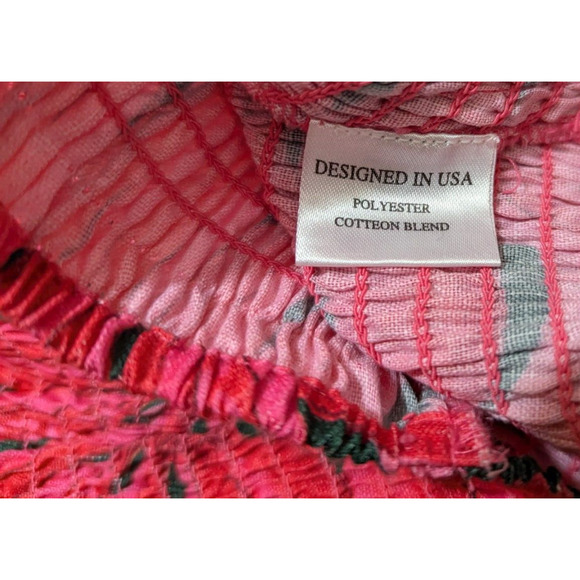 DESIGNED IN USA
POLYESTER
COTTEON BLEND